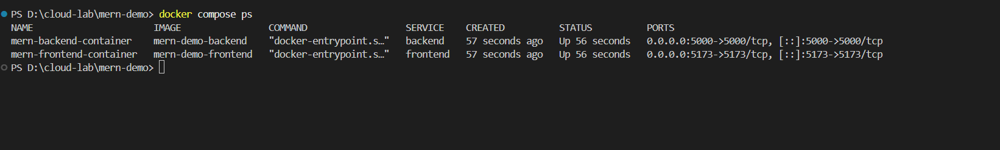 PS D:\cloud-lab\mern-demo> docker compose ps
NAME IMAGE COMMAND SERVICE CREATED STATUS PORTS
mern-backend-container mern-demo-backend "docker-entrypoint.s…" backend 57 seconds ago Up 56 seconds 0.0.0.0:5000->5000/tcp, [::]:5000->5000/tcp
mern-frontend-container mern-demo-frontend "docker-entrypoint.s…" frontend 57 seconds ago Up 56 seconds 0.0.0.0:5173->5173/tcp, [::]:5173->5173/tcp
PS D:\cloud-lab\mern-demo>